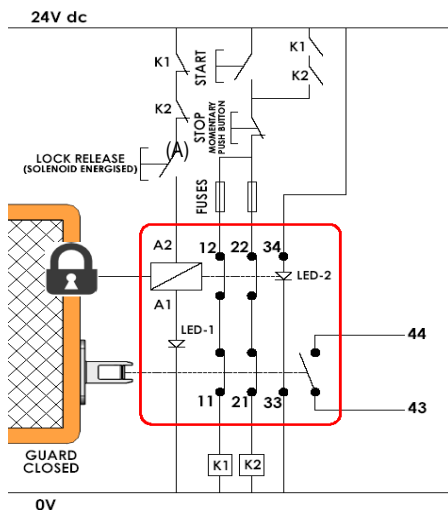 24V dc
K1
START
K1
K2
K2
STOP
MOMENTARY
PUSH BUTTON
(A)
LOCK RELEASE
(SOLENOID ENERGISED)
FUSES
A2
12
22
34
LED-2
A1
LED-1
44
11
21
33
43
GUARD
CLOSED
K1
K2
0V